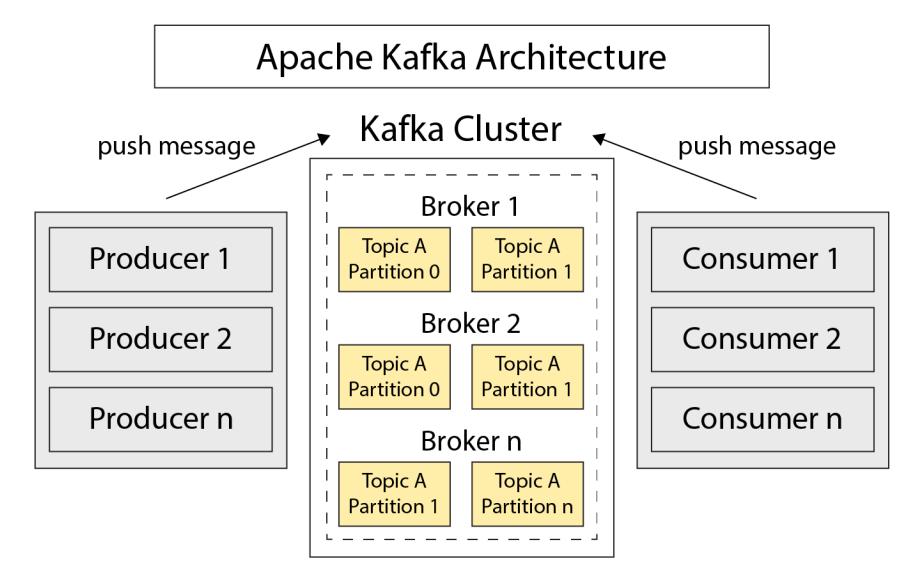 Apache Kafka Architecture
Kafka Cluster
push message
push message
Producer 1
Producer 2
Producer n
Broker 1
Topic A
Partition 0
Topic A
Partition 1
Broker 2
Topic A
Partition 0
Topic A
Partition 1
Broker n
Topic A
Partition 1
Topic A
Partition n
Consumer 1
Consumer 2
Consumer n